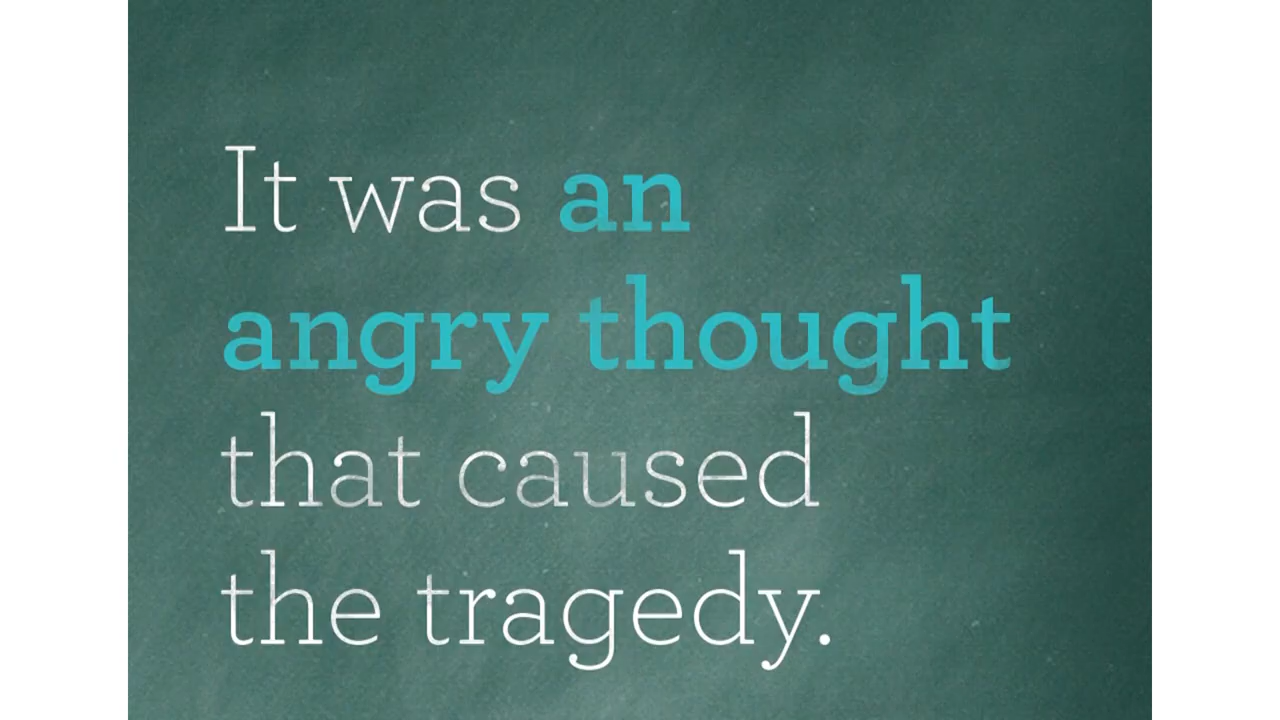 It was an
angry thought
that caused
the tragedy.